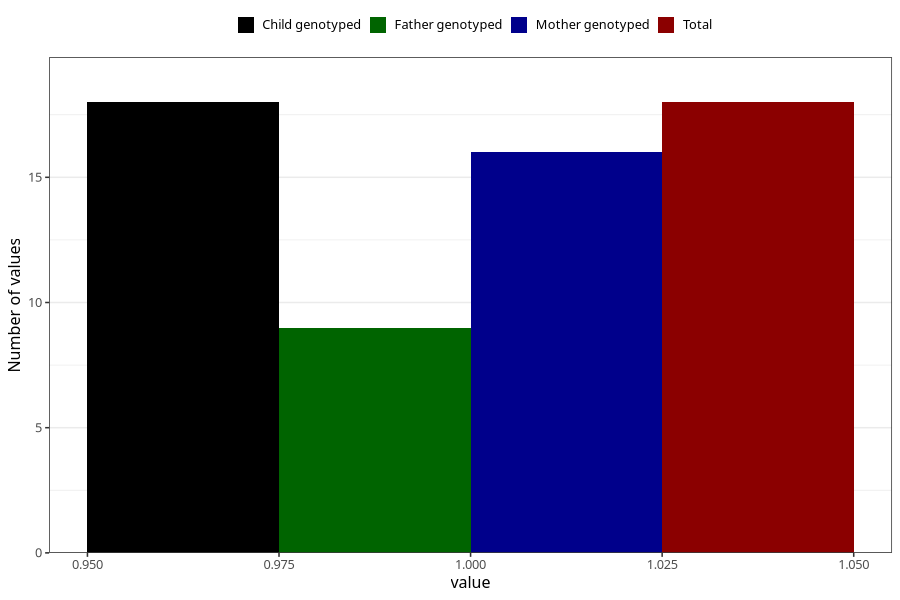 Child genotyped Father genotyped Mother genotyped Total
Number of values
15
10
5
0
0.950 0.975 1.000 1.025 1.050
value